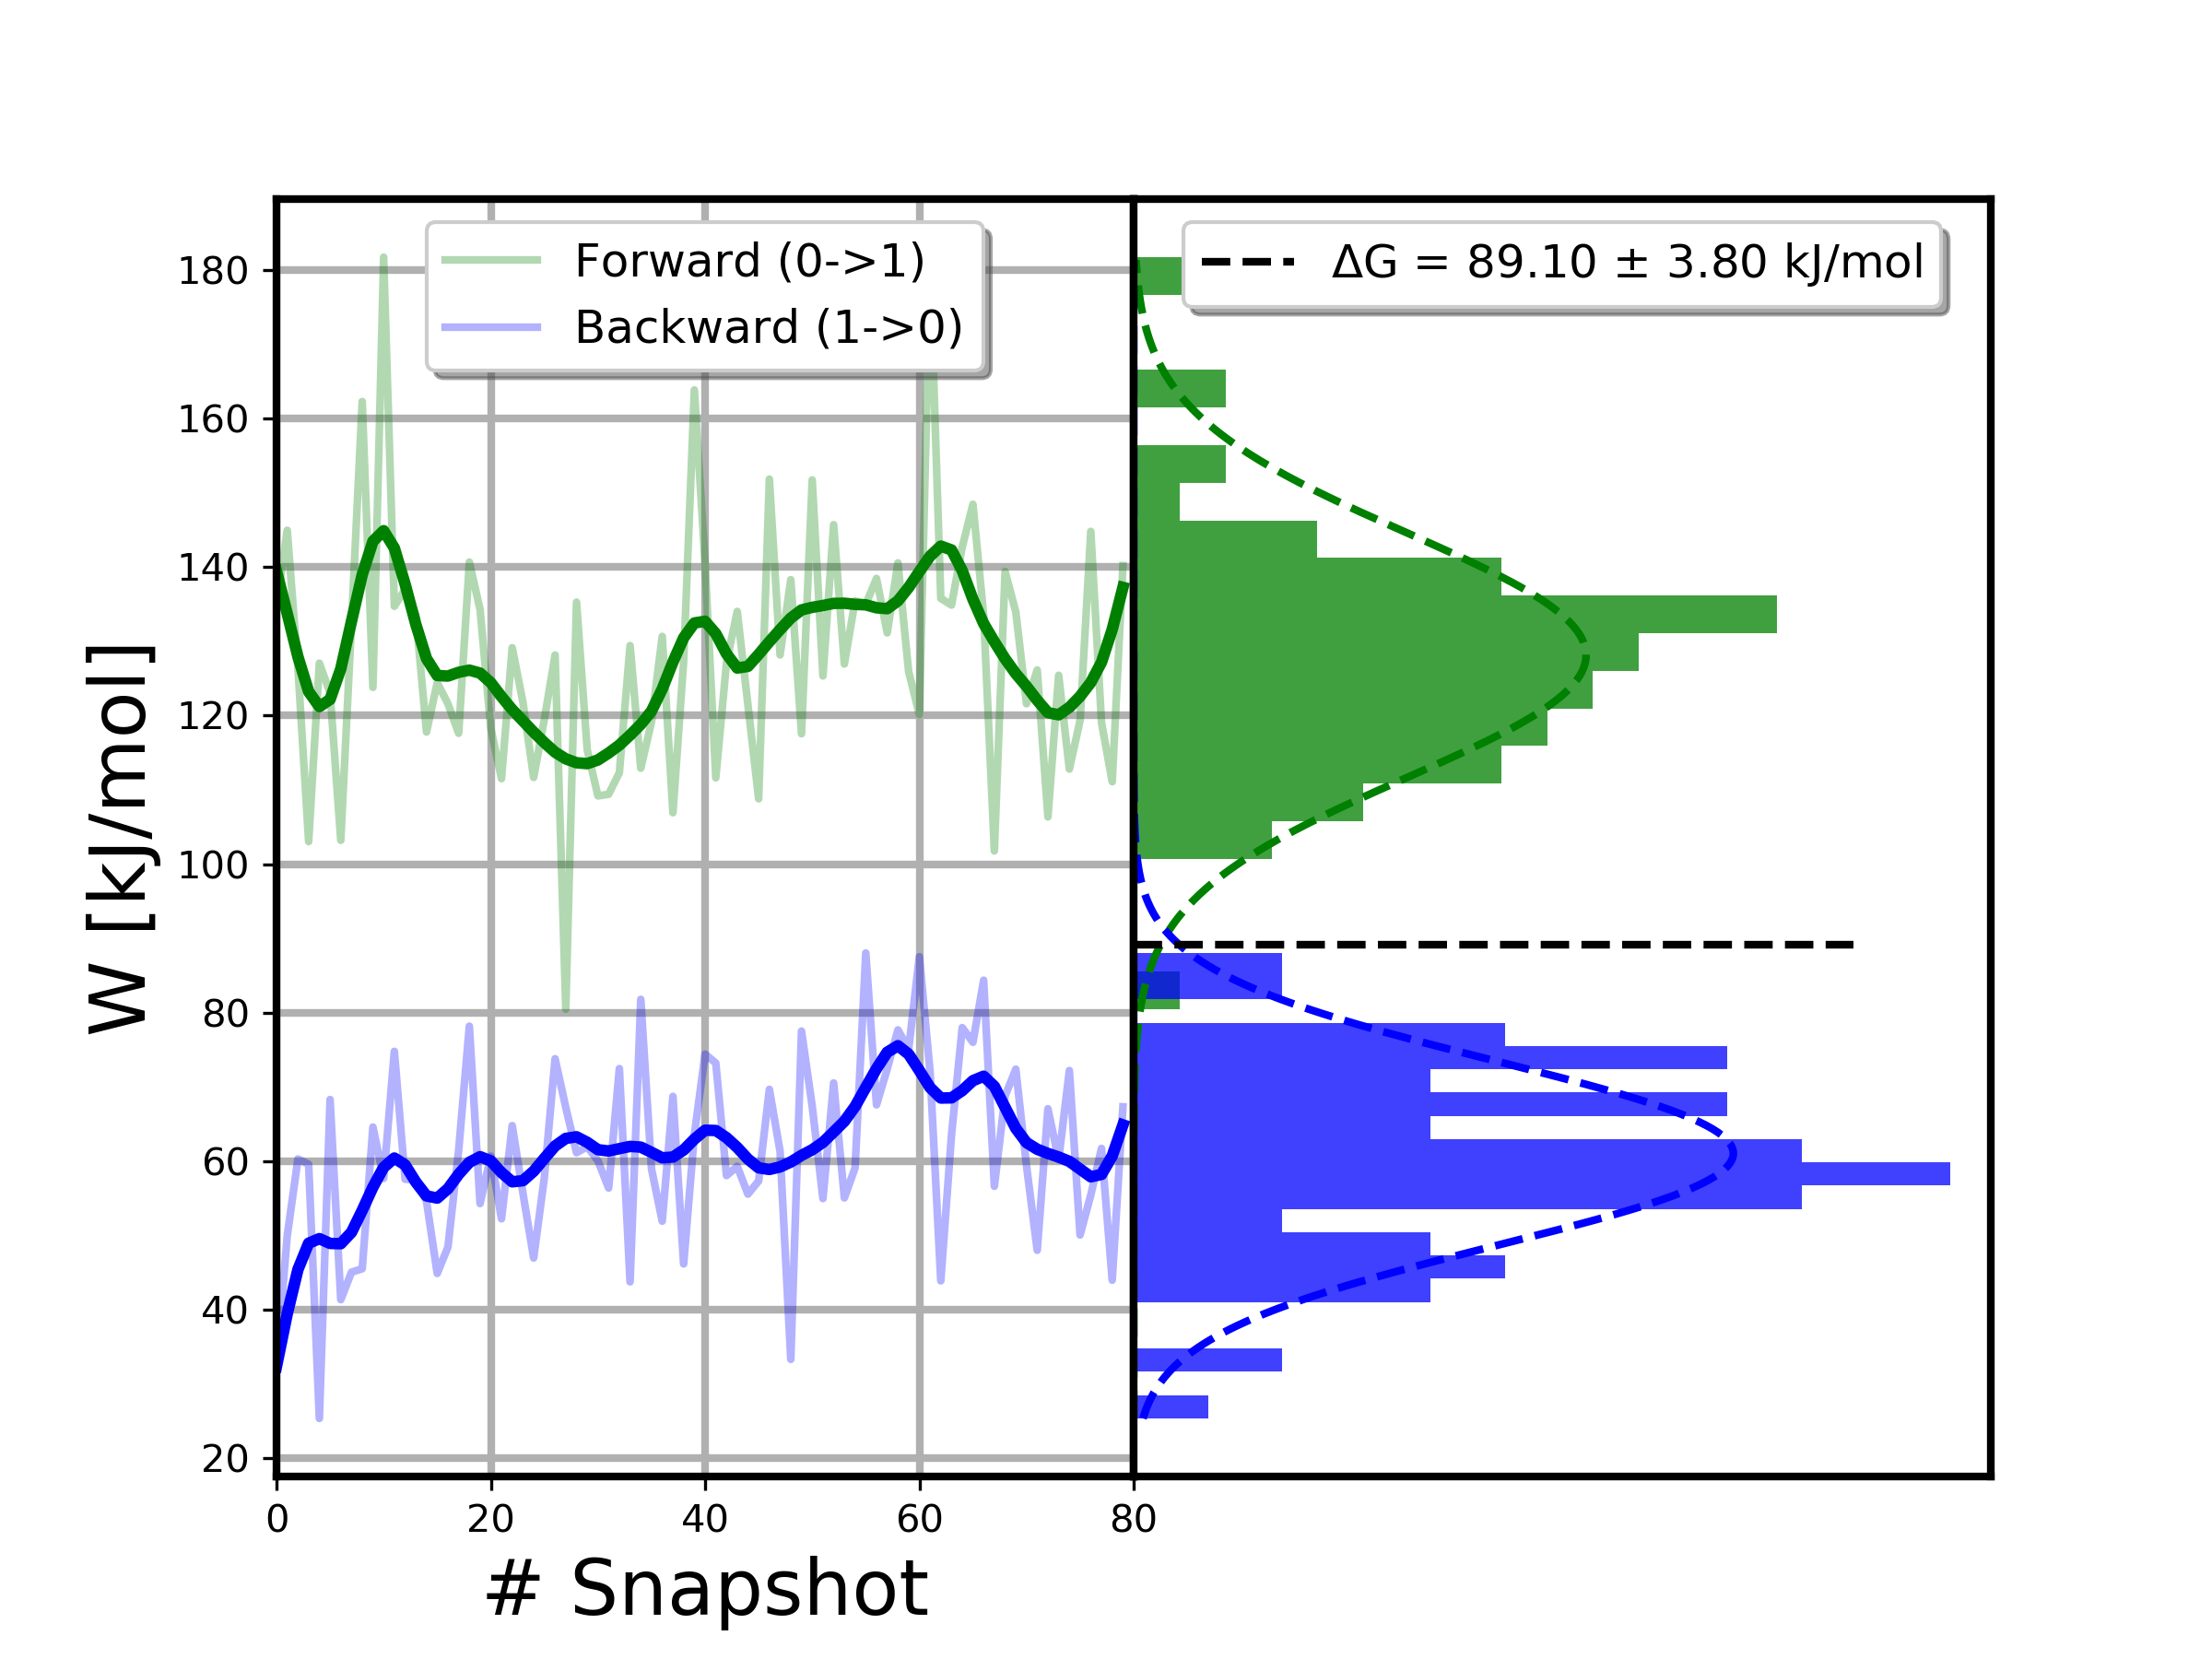 Forward (0->1)
Backward (1->0)
ΔG = 89.10 ± 3.80 kJ/mol
W [kJ/mol]
180
160
140
120
100
80
60
40
20
0 20 40 60 80
# Snapshot